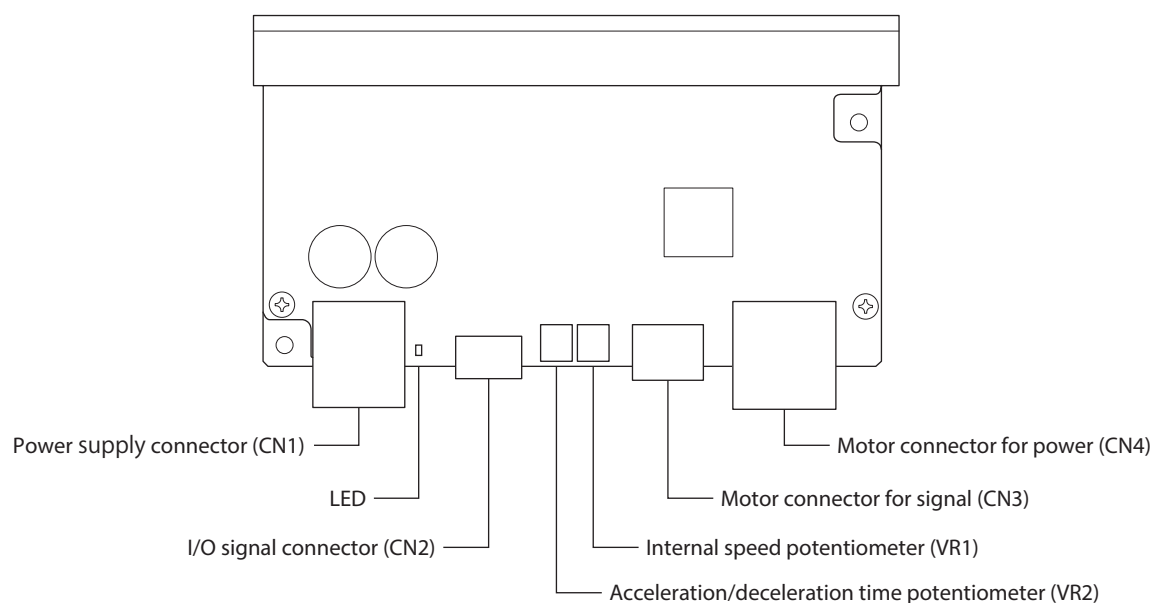 Power supply connector (CN1)
Motor connector for power (CN4)
LED
Motor connector for signal (CN3)
I/O signal connector (CN2)
Internal speed potentiometer (VR1)
Acceleration/deceleration time potentiometer (VR2)